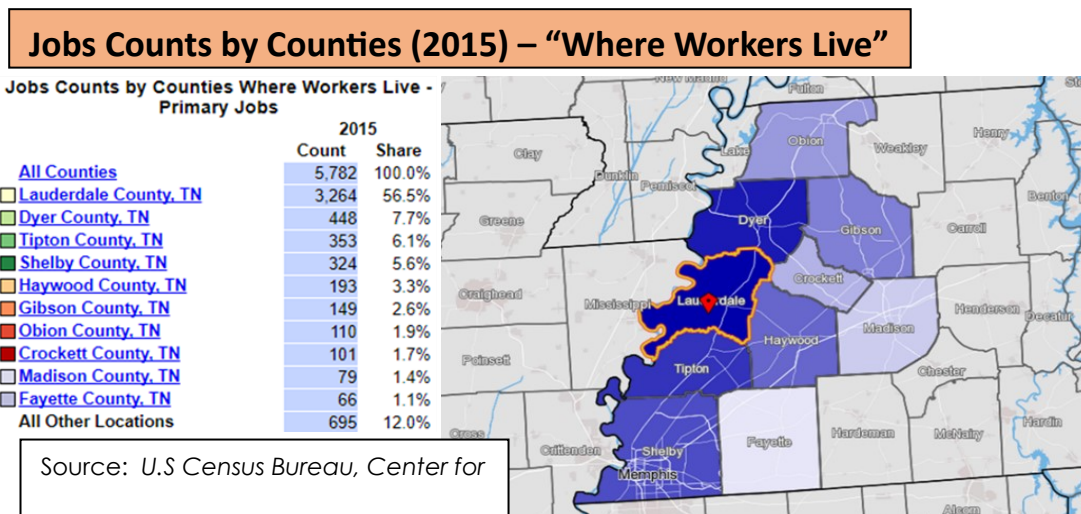 Jobs Counts by Counties (2015) – “Where Workers Live”
Jobs Counts by Counties Where Workers Live -
Primary Jobs
2015
Count Share
All Counties 5,782 100.0%
Lauderdale County, TN 3,264 56.5%
Dyer County, TN 448 7.7%
Tipton County, TN 353 6.1%
Shelby County, TN 324 5.6%
Haywood County, TN 193 3.3%
Gibson County, TN 149 2.6%
Obion County, TN 110 1.9%
Crockett County, TN 101 1.7%
Madison County, TN 79 1.4%
Fayette County, TN 66 1.1%
All Other Locations 695 12.0%
Source: U.S Census Bureau, Center for
New Madrid
Fulton
Clay
Lake
Obion
Weakley
Henry
Dunklin
Pemiscot
Benton
Greene
Dyer
Gibson
Carroll
Crockett
Craighead
Mississippi
Henderson
Decatur
Madison
Haywood
Poinsett
Tipton
Chester
Cross
Crittenden
Shelby
Memphis
Fayette
Hardeman
McNairy
Hardin
Alcorn